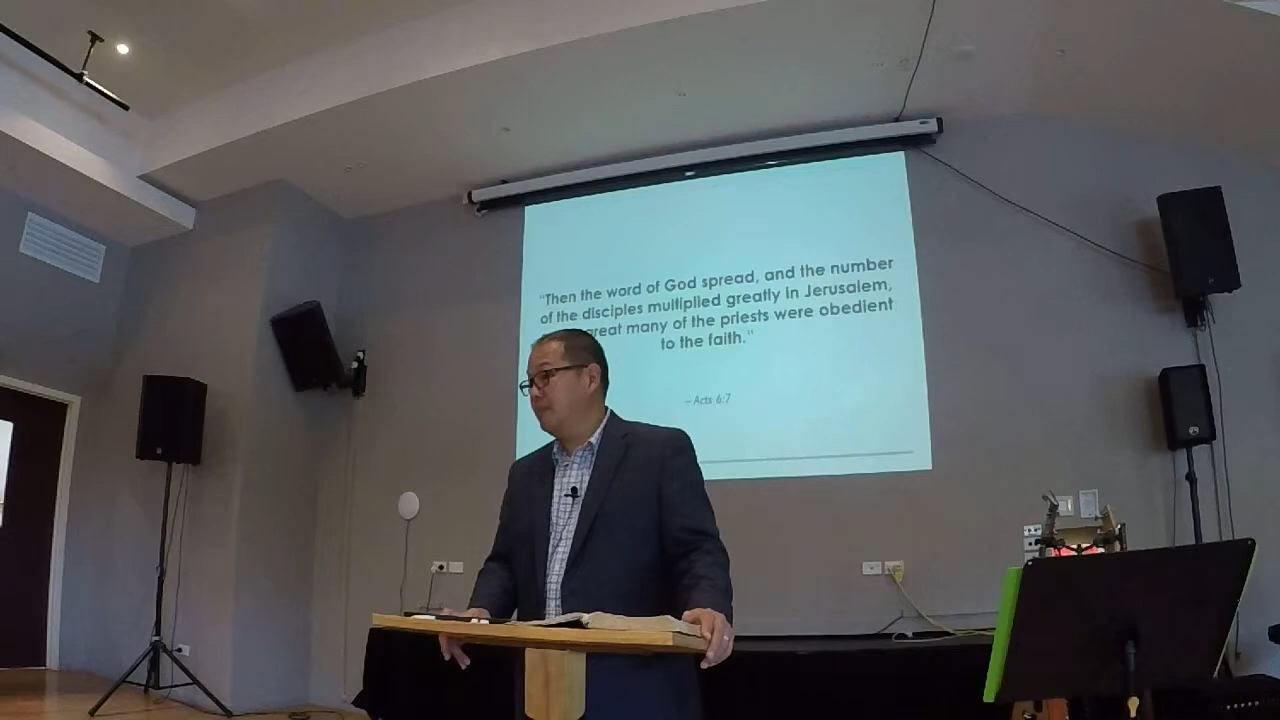 "Then the word of God spread, and the number
of the disciples multiplied greatly in Jerusalem,
great many of the priests were obedient
to the faith."
– Acts 6:7